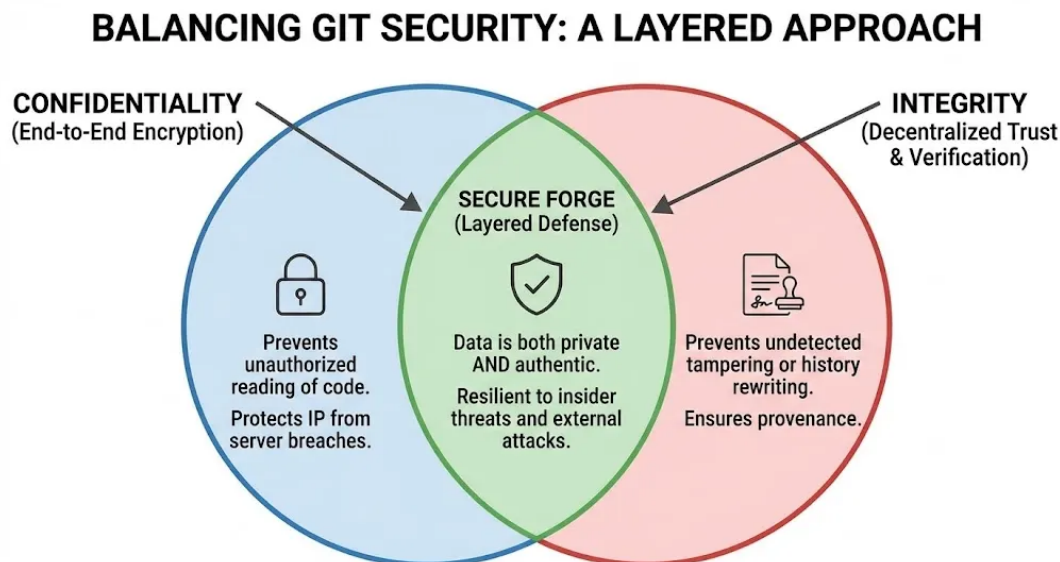 BALANCING GIT SECURITY: A LAYERED APPROACH
CONFIDENTIALITY
(End-to-End Encryption)
INTEGRITY
(Decentralized Trust
& Verification)
SECURE FORGE
(Layered Defense)
Prevents
unauthorized
reading of code.
Protects IP from
server breaches.
Data is both private
AND authentic.
Resilient to insider
threats and external
attacks.
Prevents undetected
tampering or history
rewriting.
Ensures provenance.